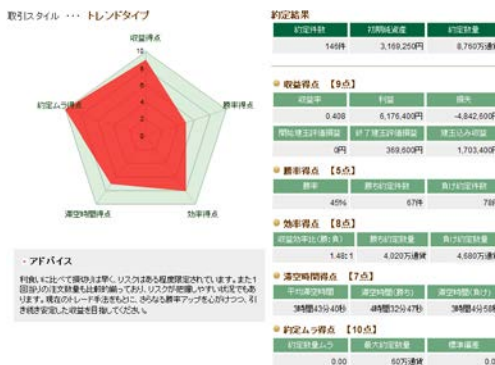 取引スタイル ･･･ トレンドタイプ
収益得点
10
8
6
4
2
0
勝率得点
効率得点
滞空時間得点
約定ムラ得点
・アドバイス
利食いに比べて損切りは早く、リスクはある程度限定されています。また1
回当りの注文数量も比較的揃っており、リスクが把握しやすい状況でもあ
ります。現在のトレード手法をもとに、さらなる勝率アップを心がけつつ、引
き続き安定した収益を目指してください。
約定結果
約定件数 初期純資産 約定数量
146件 3,169,250円 8,760万通貨
収益得点 【9点】
収益率 利益 損失
0.408 6,176,400円 -4,842,600円
開始建玉評価損益 終了建玉評価損益 建玉込み収益
0円 369,600円 1,703,400円
勝率得点 【5点】
勝率 勝ち約定件数 負け約定件数
45% 67件
効率得点 【8点】
収益効率比(勝:負) 勝ち約定数量 負け約定数量
1.48:1 4,020万通貨 4,680万通貨
滞空時間得点 【7点】
平均滞空時間 滞空時間(勝ち) 滞空時間(負け)
3時間43分40秒 4時間32分47秒
約定ムラ得点 【10点】
約定数量ムラ 最大約定数量 標準偏差
0.00 60万通貨